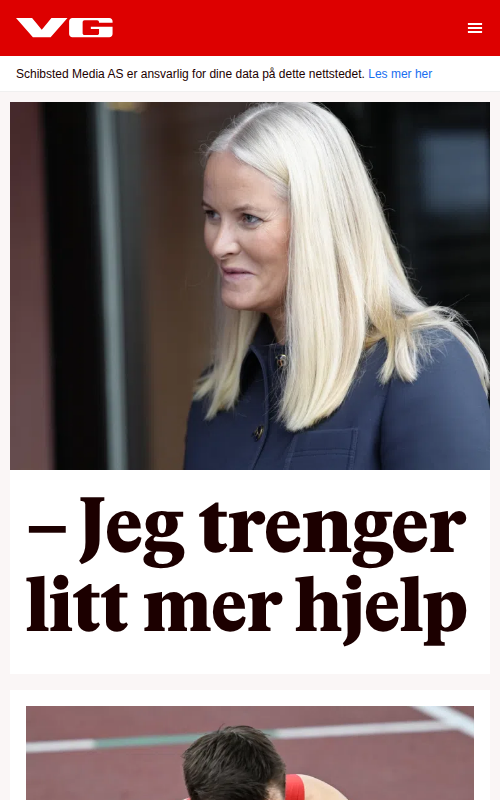 VG
Schibsted Media AS er ansvarlig for dine data på dette nettstedet. Les mer her
– Jeg trenger
litt mer hjelp